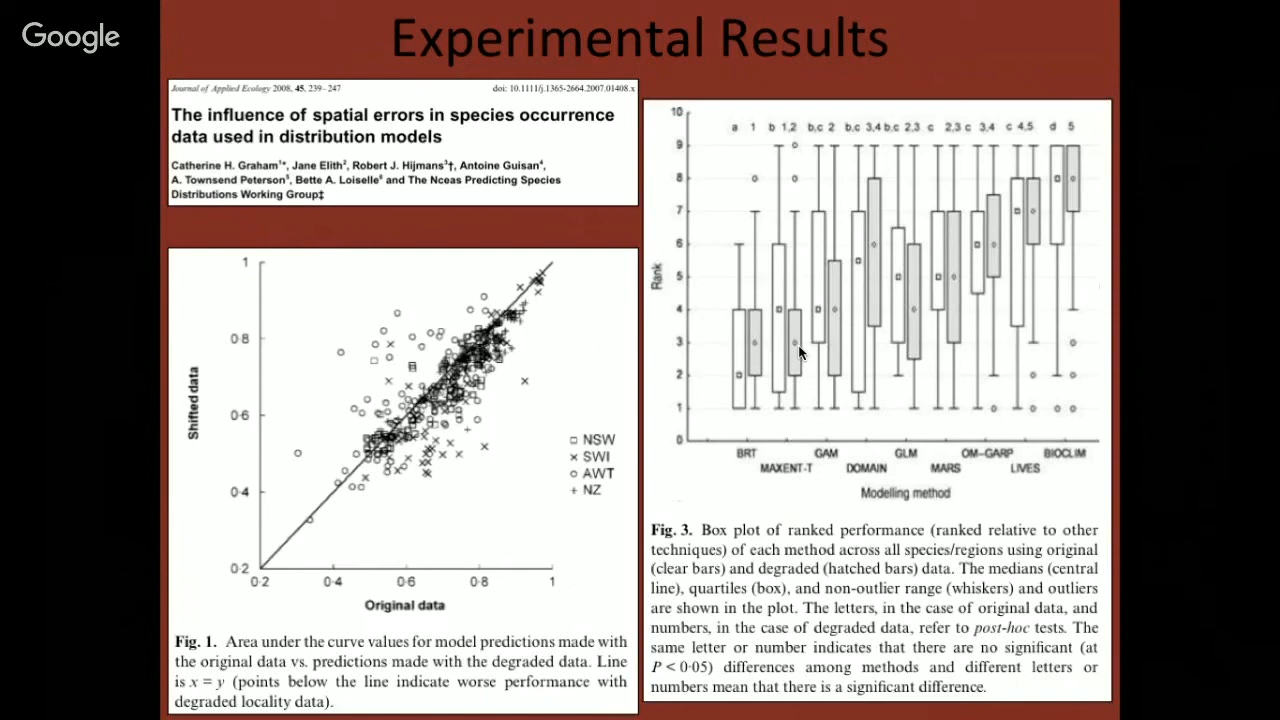 Google
Experimental Results
Journal of Applied Ecology 2008, 45, 239–247 doi: 10.1111/j.1365-2664.2007.01408.x
The influence of spatial errors in species occurrence
data used in distribution models
Catherine H. Graham¹*, Jane Elith², Robert J. Hijmans³†, Antoine Guisan⁴,
A. Townsend Peterson⁵, Bette A. Loiselle⁶ and The Nceas Predicting Species
Distributions Working Group‡
1
0·8
0·6
0·4
0·2
Shifted data
0·2 0·4 0·6 0·8 1
Original data
NSW
SWI
AWT
NZ
Fig. 1. Area under the curve values for model predictions made with
the original data vs. predictions made with the degraded data. Line
is x = y (points below the line indicate worse performance with
degraded locality data).
10
9
8
7
6
5
4
3
2
1
0
Rank
a 1 b 1,2 b,c 2 b,c 3,4 b,c 2,3 c 2,3 c 3,4 c 4,5 d 5
BRT GAM GLM OM–GARP BIOCLIM
MAXENT-T DOMAIN MARS LIVES
Modelling method
Fig. 3. Box plot of ranked performance (ranked relative to other
techniques) of each method across all species/regions using original
(clear bars) and degraded (hatched bars) data. The medians (central
line), quartiles (box), and non-outlier range (whiskers) and outliers
are shown in the plot. The letters, in the case of original data, and
numbers, in the case of degraded data, refer to post-hoc tests. The
same letter or number indicates that there are no significant (at
P < 0·05) differences among methods and different letters or
numbers mean that there is a significant difference.